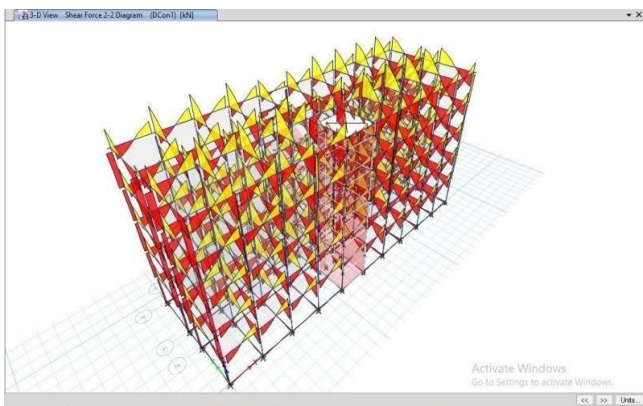 3-D View Shear Force 2-2 Diagram (DCon1) [kN]
Activate Windows
Go to Settings to activate Windows.
<< >> Units...